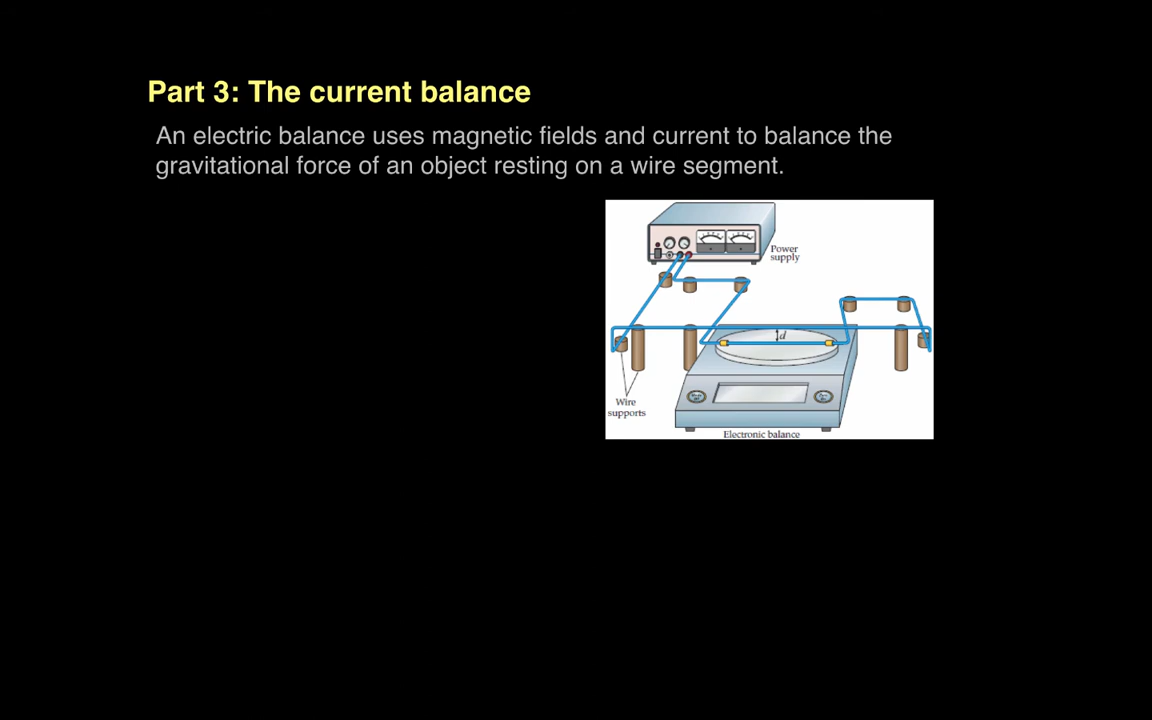 Part 3: The current balance
An electric balance uses magnetic fields and current to balance the
gravitational force of an object resting on a wire segment.
Power
supply
d
Wire
supports
Electronic balance